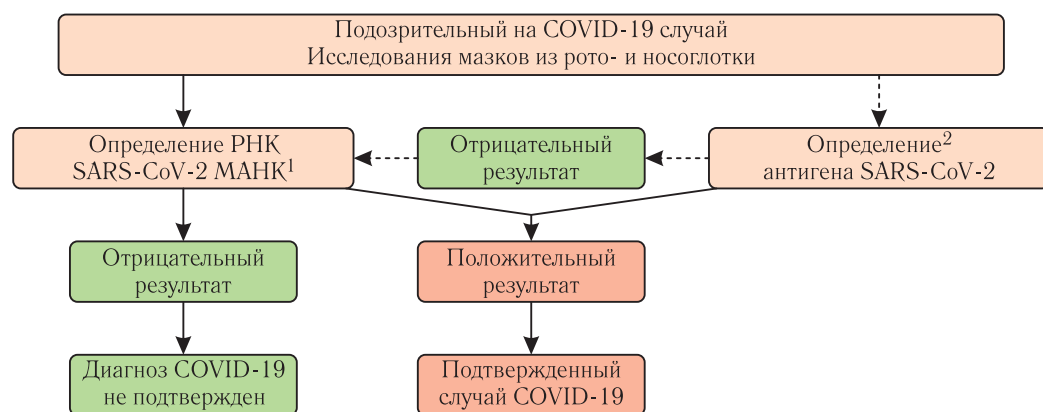 Подозрительный на COVID-19 случай
Исследования мазков из рото- и носоглотки
Определение РНК
SARS-CoV-2 МАНК¹
Отрицательный
результат
Определение²
антигена SARS-CoV-2
Отрицательный
результат
Положительный
результат
Диагноз COVID-19
не подтвержден
Подтвержденный
случай COVID-19